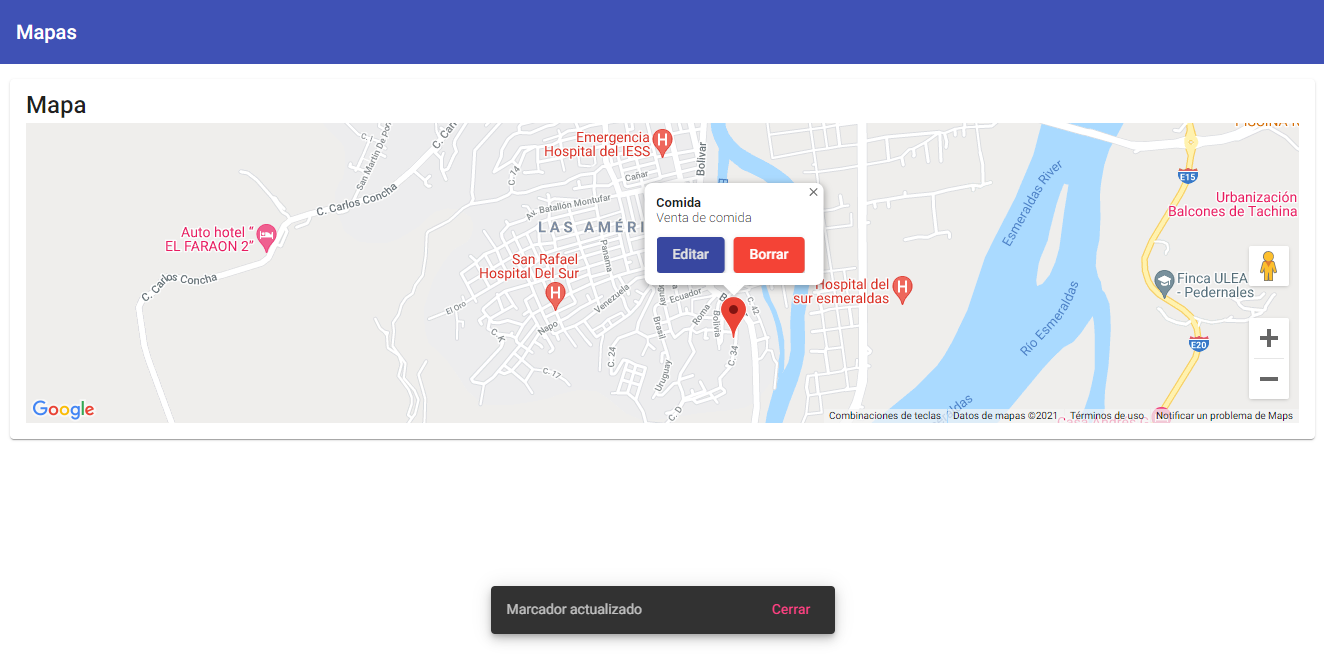 Mapas
Mapa
Emergencia
Hospital del IESS
San Martín De Por
C. Carlos Concha
C. 14
Cañar
Bolívar
Av. Batallón Montufar
LAS AMÉRI
Panama
Auto hotel "
EL FARAON 2"
C. Carlos Concha
San Rafael
Hospital Del Sur
El Oro
Napo
Venezuela
C. K
C. 17
C. 24
Uruguay
Brasil
Ecuador
Roma
Bolivia
C. 42
C. 34
C. D
Comida
Venta de comida
Editar
Borrar
Hospital del
sur esmeraldas
Esmeraldas River
Río Esmeraldas
E15
Urbanización
Balcones de Tachina
Finca ULEA
- Pedernales
E20
Google
Combinaciones de teclas
Datos de mapas ©2021
Términos de uso
Notificar un problema de Maps
Marcador actualizado
Cerrar